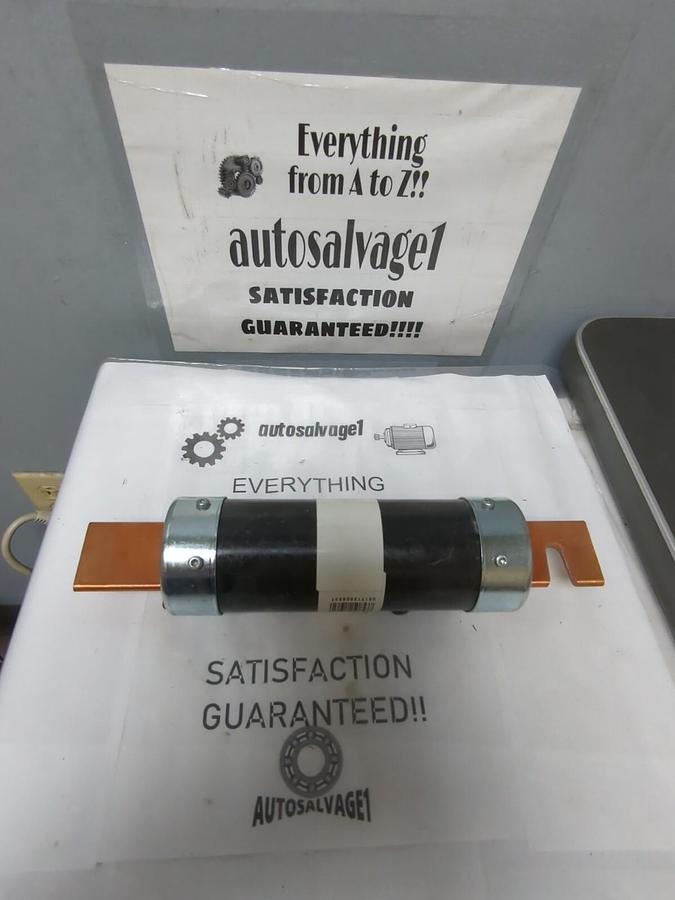 Everything
from A to Z!!
autosalvage1
SATISFACTION
GUARANTEED!!!!
autosalvage1
EVERYTHING
SATISFACTION
GUARANTEED!!
AUTOSALVAGE1